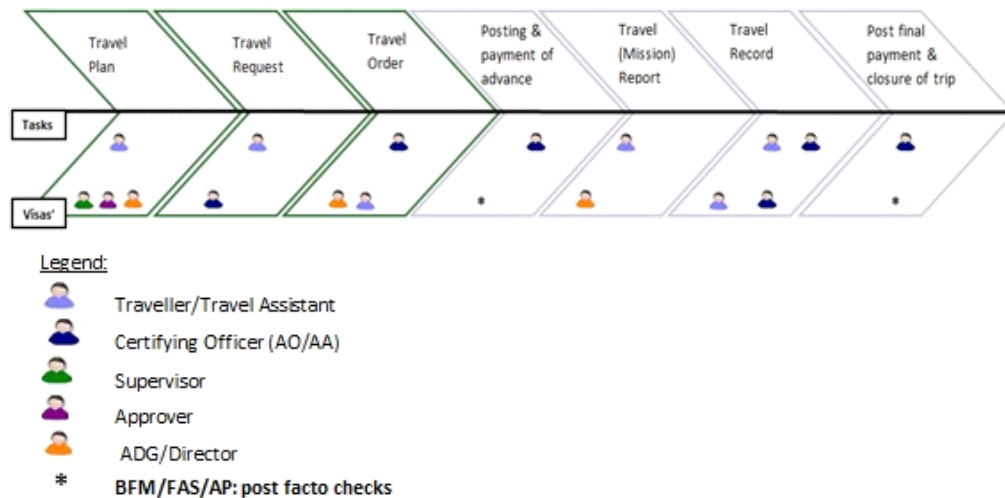 Travel
Plan
Travel
Request
Travel
Order
Posting &
payment of
advance
Travel
(Mission)
Report
Travel
Record
Post final
payment &
closure of trip
Tasks
Visas'
*
*
Legend:
Traveller/Travel Assistant
Certifying Officer (AO/AA)
Supervisor
Approver
ADG/Director
* BFM/FAS/AP: post facto checks